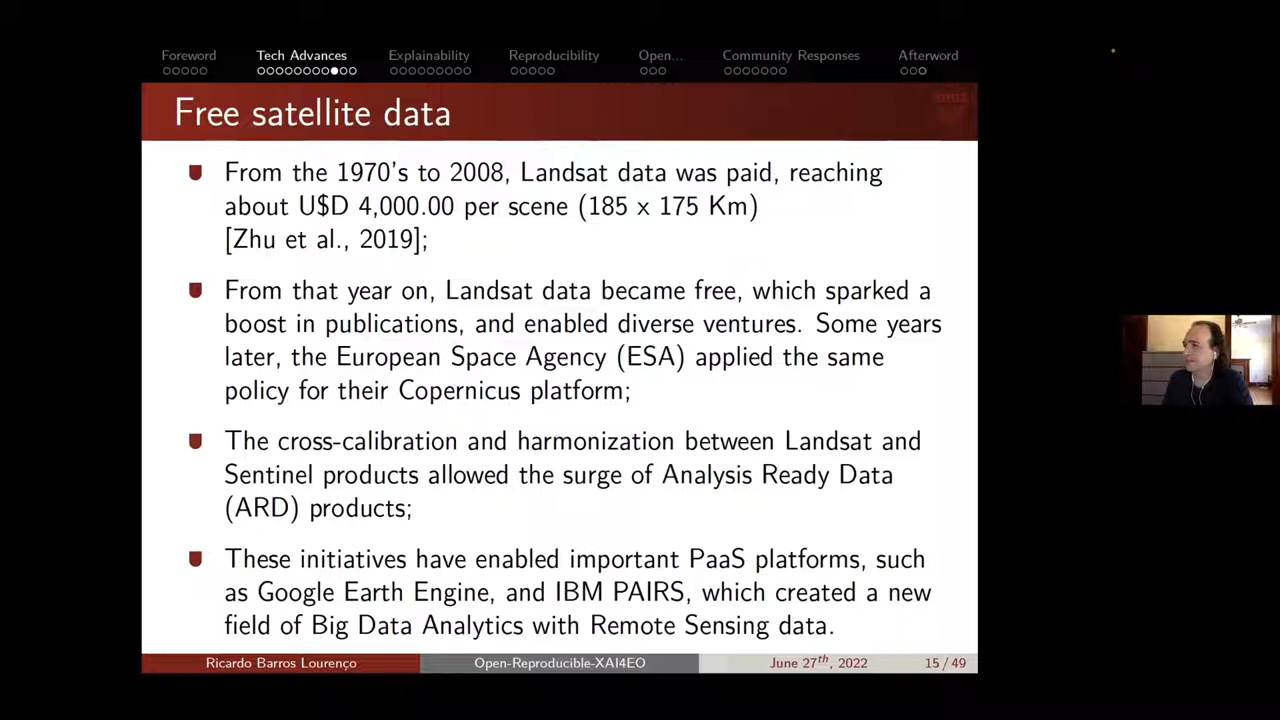 Foreword Tech Advances Explainability Reproducibility Open... Community Responses Afterword
Free satellite data
From the 1970's to 2008, Landsat data was paid, reaching
about U$D 4,000.00 per scene (185 x 175 Km)
[Zhu et al., 2019];
From that year on, Landsat data became free, which sparked a
boost in publications, and enabled diverse ventures. Some years
later, the European Space Agency (ESA) applied the same
policy for their Copernicus platform;
The cross-calibration and harmonization between Landsat and
Sentinel products allowed the surge of Analysis Ready Data
(ARD) products;
These initiatives have enabled important PaaS platforms, such
as Google Earth Engine, and IBM PAIRS, which created a new
field of Big Data Analytics with Remote Sensing data.
Ricardo Barros Lourenço Open-Reproducible-XAI4EO June 27th, 2022 15 / 49